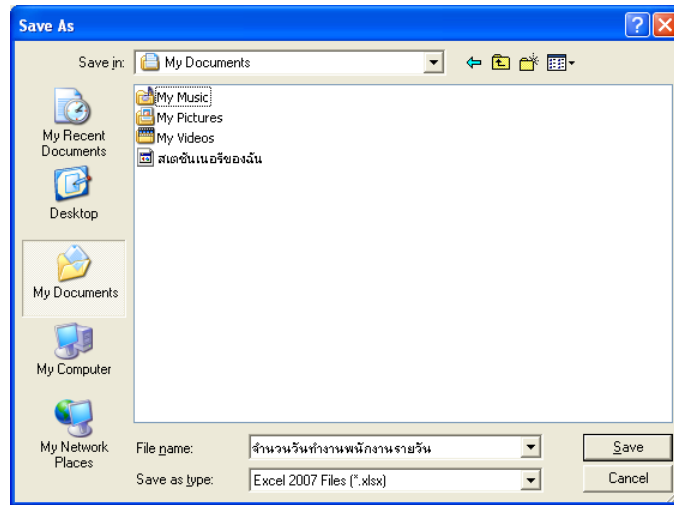 Save As
Save in: My Documents
My Music
My Pictures
My Videos
สเตชันเนอรีของฉัน
My Recent
Documents
Desktop
My Documents
My Computer
My Network
Places
File name: จำนวนวันทำงานพนักงานรายวัน
Save
Save as type: Excel 2007 Files (*.xlsx)
Cancel